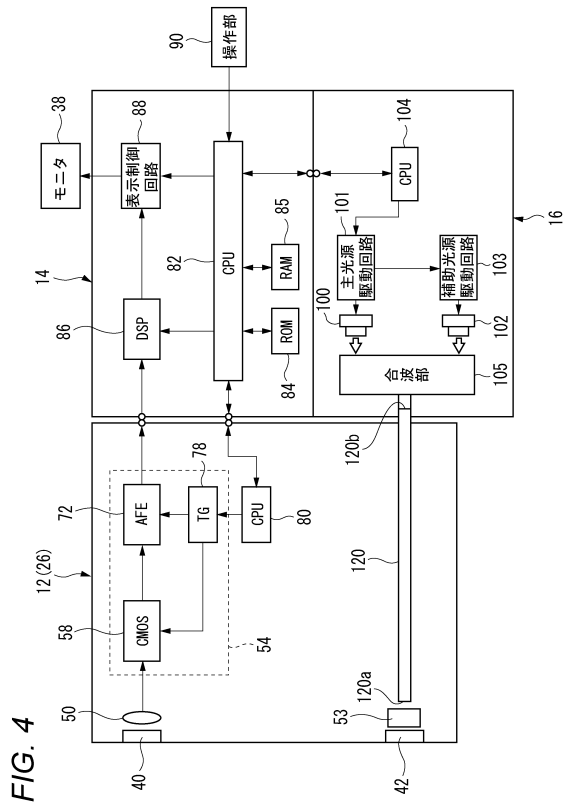 FIG. 4
90
操作部
38
モニタ
88
表示制御
回路
14
86
DSP
82
CPU
85
RAM
84
ROM
104
CPU
101
主光源
駆動回路
100
補助光源
駆動回路
103
102
合波部
105
16
12(26)
72
AFE
78
TG
80
CPU
58
CMOS
54
50
40
120b
120
120a
53
42